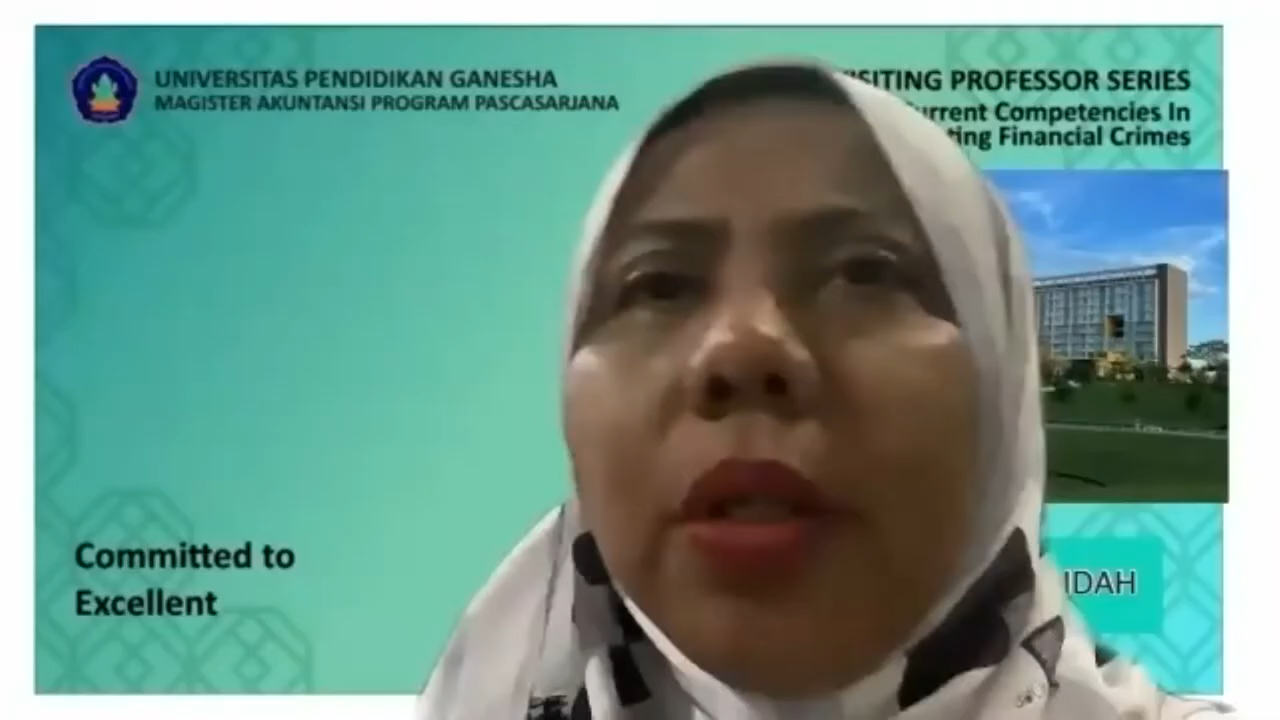 UNIVERSITAS PENDIDIKAN GANESHA
MAGISTER AKUNTANSI PROGRAM PASCASARJANA
ISITING PROFESSOR SERIES
urrent Competencies In
ting Financial Crimes
Committed to
Excellent
IDAH